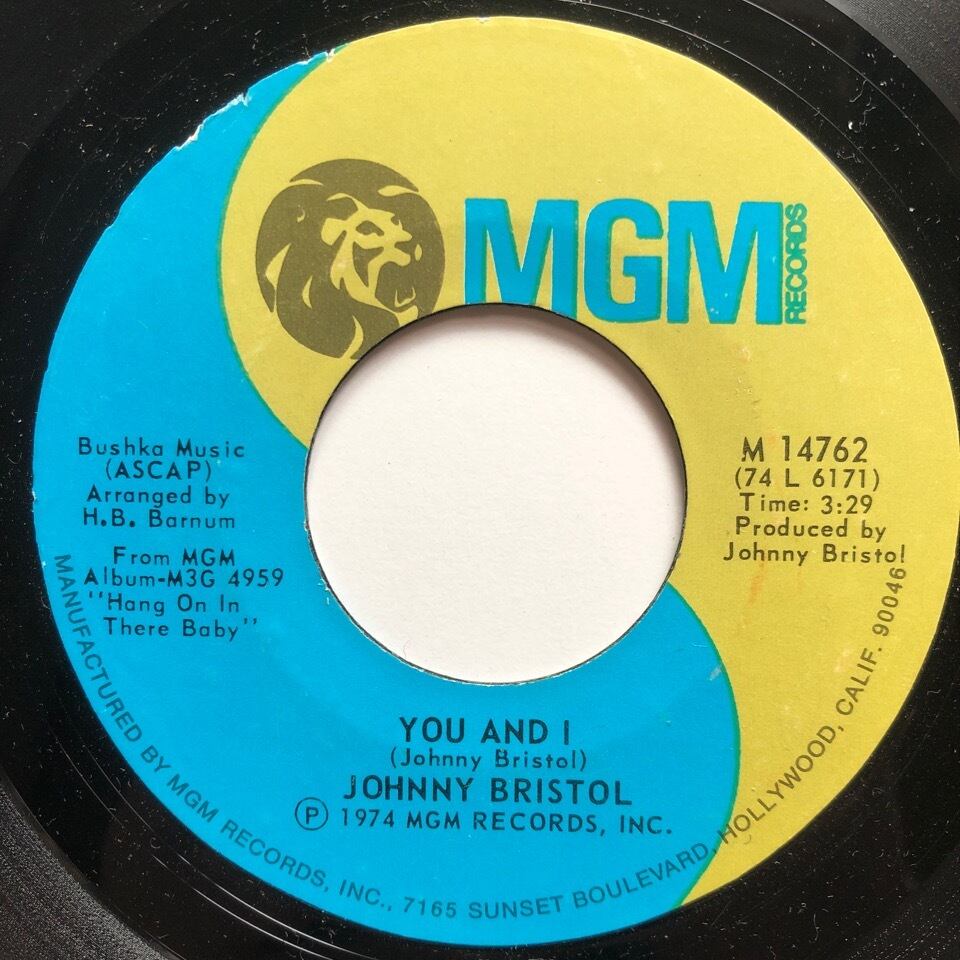 MGM
RECORDS
Bushka Music
(ASCAP)
Arranged by
H.B. Barnum
From MGM
Album-M3G 4959
"Hang On In
There Baby"
M 14762
(74 L 6171)
Time: 3:29
Produced by
Johnny Bristol
YOU AND I
(Johnny Bristol)
JOHNNY BRISTOL
Ⓟ 1974 MGM RECORDS, INC.
MANUFACTURED BY MGM RECORDS, INC., 7165 SUNSET BOULEVARD, HOLLYWOOD, CALIF. 90046